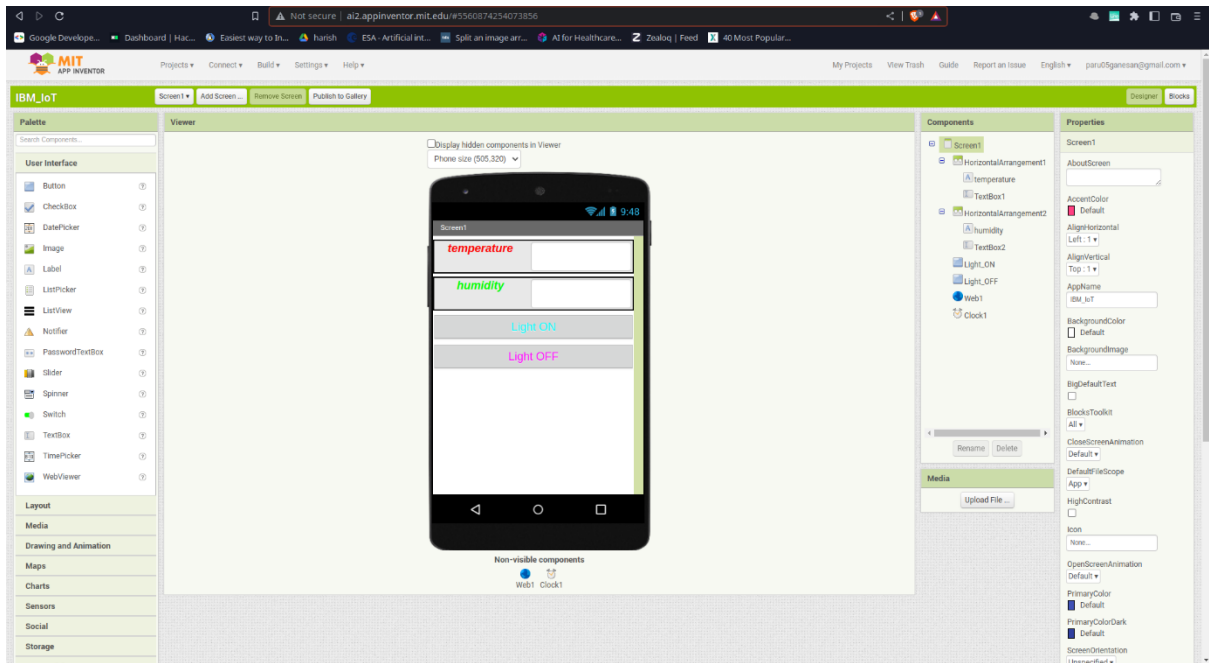 Not secure | ai2.appinventor.mit.edu/#5560874254073856
Google Develope... Dashboard | Hac... Easiest way to In... harish ESA - Artificial int... Split an image arr... AI for Healthcare... Zealoq | Feed 40 Most Popular...
MIT
APP INVENTOR
Projects Connect Build Settings Help My Projects View Trash Guide Report an Issue English paru05ganesan@gmail.com
IBM_IoT Screen1 Add Screen ... Remove Screen Publish to Gallery Designer Blocks
Palette
Search Components...
User Interface
Button
CheckBox
DatePicker
Image
Label
ListPicker
ListView
Notifier
PasswordTextBox
Slider
Spinner
Switch
TextBox
TimePicker
WebViewer
Layout
Media
Drawing and Animation
Maps
Charts
Sensors
Social
Storage
Viewer
Display hidden components in Viewer
Phone size (505,320)
9:48
Screen1
temperature
humidity
Light ON
Light OFF
Non-visible components
Web1 Clock1
Components
Screen1
HorizontalArrangement1
temperature
TextBox1
HorizontalArrangement2
humidity
TextBox2
Light_ON
Light_OFF
Web1
Clock1
Rename Delete
Media
Upload File ...
Properties
Screen1
AboutScreen
AccentColor
Default
AlignHorizontal
Left : 1
AlignVertical
Top : 1
AppName
IBM_IoT
BackgroundColor
Default
BackgroundImage
None...
BigDefaultText
BlocksToolkit
All
CloseScreenAnimation
Default
DefaultFileScope
App
HighContrast
Icon
None...
OpenScreenAnimation
Default
PrimaryColor
Default
PrimaryColorDark
Default
ScreenOrientation
Unspecified